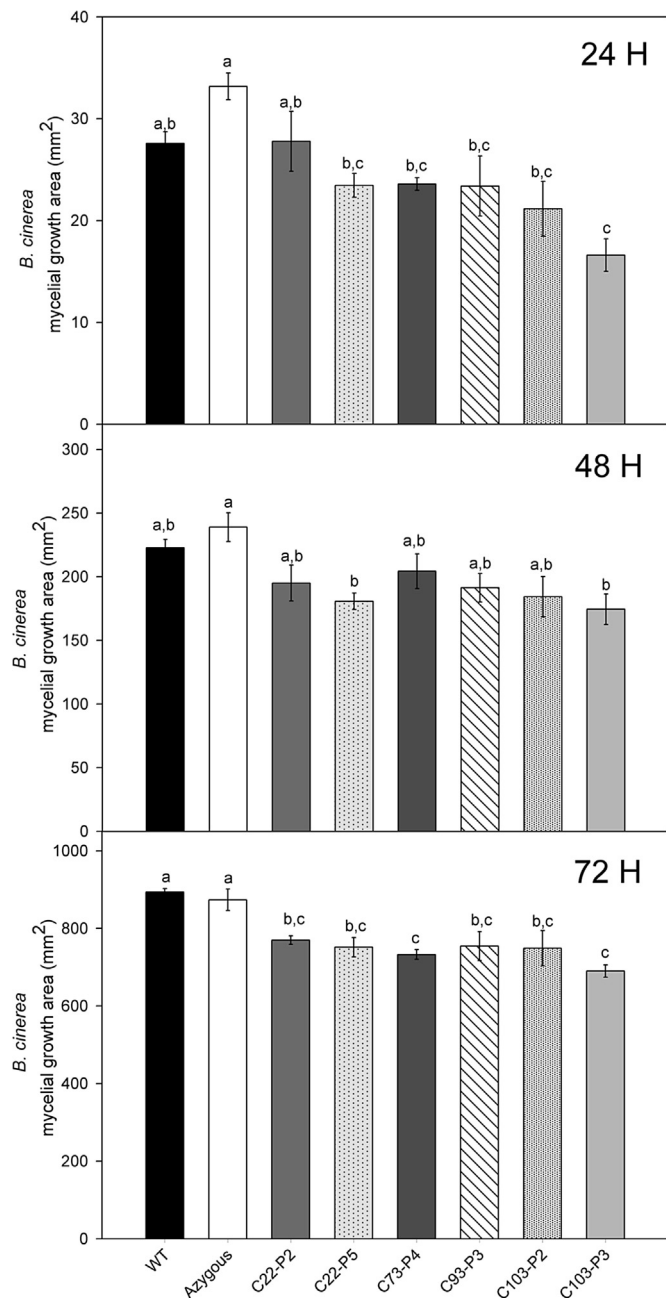 40
24 H
a
a,b
a,b
30
b,c
b,c
b,c
b,c
20
c
10
0
B. cinerea
mycelial growth area (mm2)
300
48 H
250
a
a,b
a,b
a,b
a,b
a,b
200
b
b
150
100
50
0
B. cinerea
mycelial growth area (mm2)
1000
72 H
a
a
800
b,c
b,c
c
b,c
b,c
c
600
400
200
0
B. cinerea
mycelial growth area (mm2)
WT
Azygous
C22-P2
C22-P5
C73-P4
C93-P3
C103-P2
C103-P3